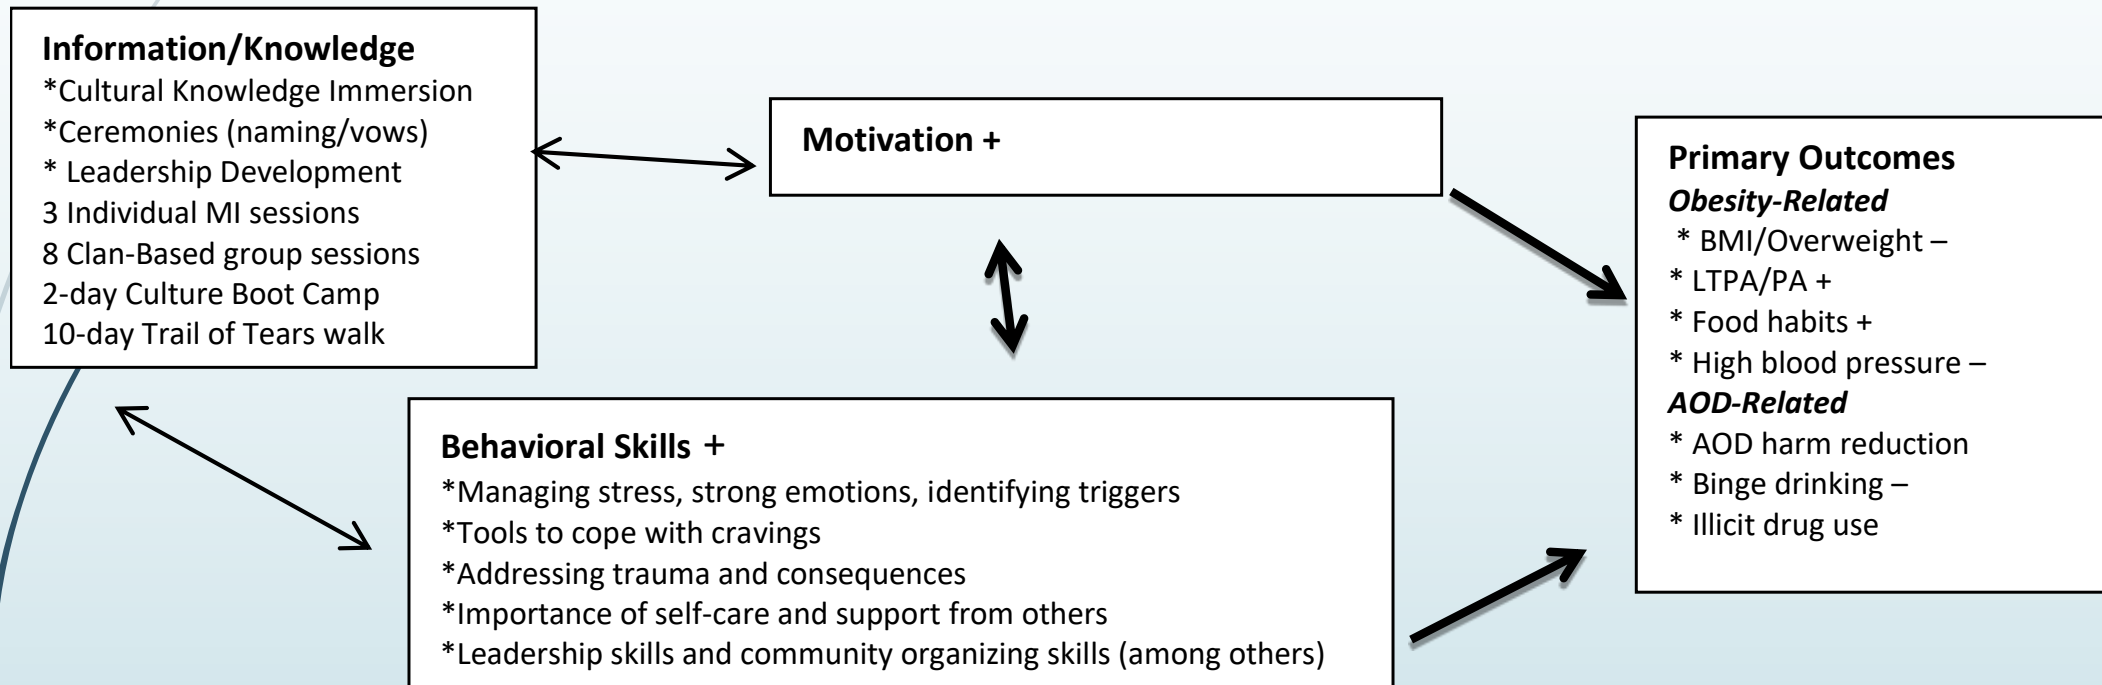 Information/Knowledge
*Cultural Knowledge Immersion
*Ceremonies (naming/vows)
* Leadership Development
3 Individual MI sessions
8 Clan-Based group sessions
2-day Culture Boot Camp
10-day Trail of Tears walk
Motivation +
Behavioral Skills +
*Managing stress, strong emotions, identifying triggers
*Tools to cope with cravings
*Addressing trauma and consequences
*Importance of self-care and support from others
*Leadership skills and community organizing skills (among others)
Primary Outcomes
Obesity-Related
* BMI/Overweight –
* LTPA/PA +
* Food habits +
* High blood pressure –
AOD-Related
* AOD harm reduction
* Binge drinking –
* Illicit drug use